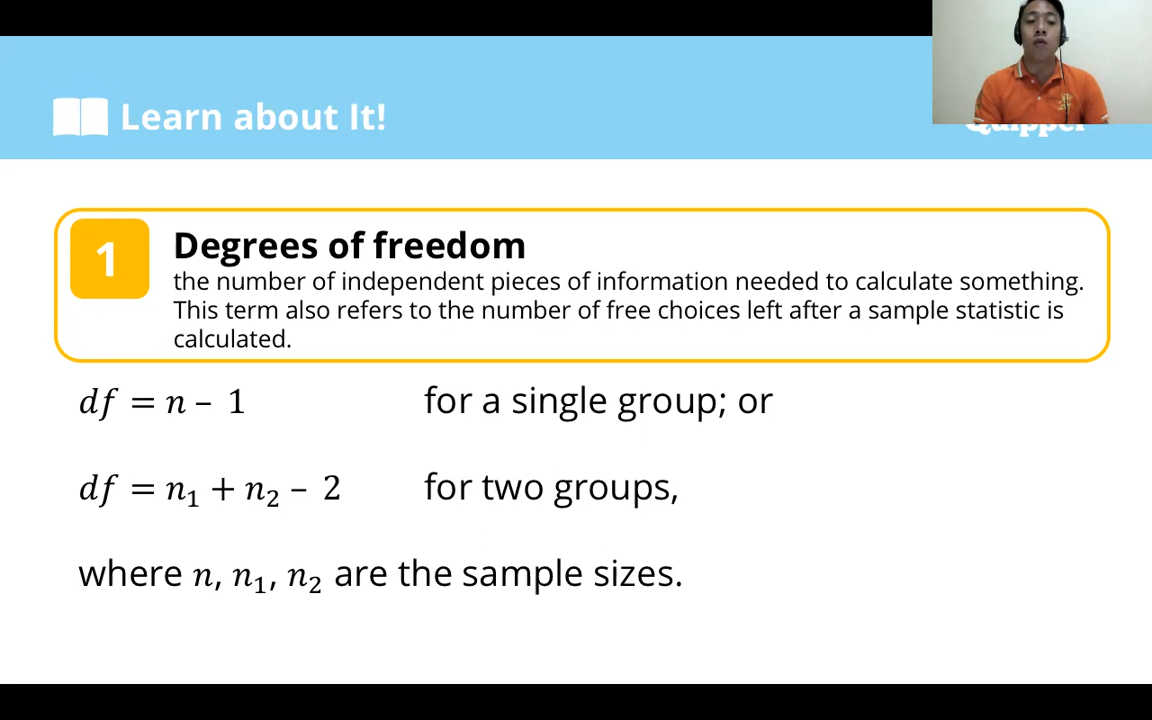 Learn about It!
Quipper
1
Degrees of freedom
the number of independent pieces of information needed to calculate something.
This term also refers to the number of free choices left after a sample statistic is
calculated.
df = n – 1 for a single group; or
df = n₁ + n₂ – 2 for two groups,
where n, n₁, n₂ are the sample sizes.